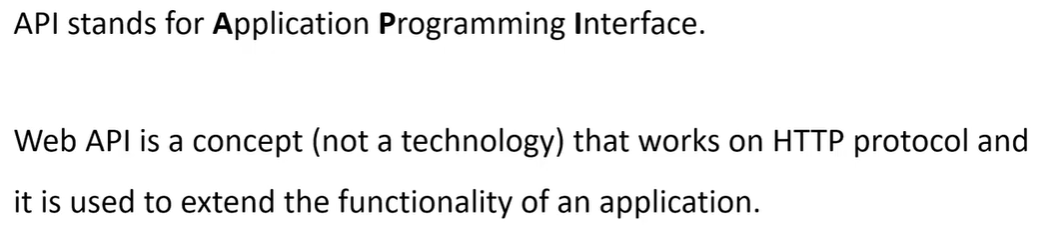 API stands for Application Programming Interface.
Web API is a concept (not a technology) that works on HTTP protocol and
it is used to extend the functionality of an application.